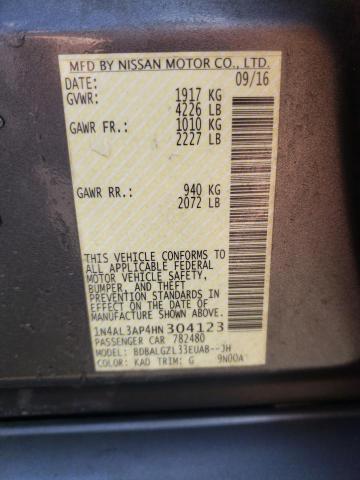 MFD BY NISSAN MOTOR CO., LTD.
DATE: 09/16
GVWR: 1917 KG
4226 LB
GAWR FR.: 1010 KG
2227 LB
GAWR RR.: 940 KG
2072 LB
THIS VEHICLE CONFORMS TO
ALL APPLICABLE FEDERAL
MOTOR VEHICLE SAFETY,
BUMPER, AND THEFT
PREVENTION STANDARDS IN
EFFECT ON THE DATE OF
MANUFACTURE SHOWN ABOVE.
1N4AL3AP4HN304123
PASSENGER CAR 782480
MODEL: BDBALGZL33EUAB--JH
COLOR: KAD TRIM: G 9N00A